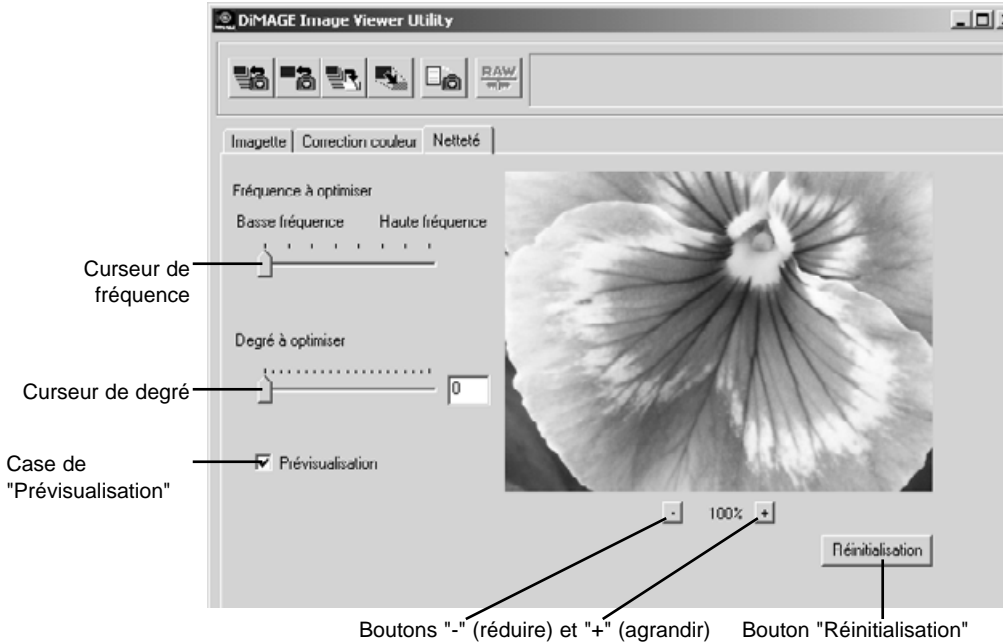 DiMAGE Image Viewer Utility
RAW
Imagette Correction couleur Netteté
Fréquence à optimiser
Basse fréquence Haute fréquence
Curseur de
fréquence
Degré à optimiser
Curseur de degré
0
Case de
"Prévisualisation"
Prévisualisation
- 100% +
Réinitialisation
Boutons "-" (réduire) et "+" (agrandir) Bouton "Réinitialisation"